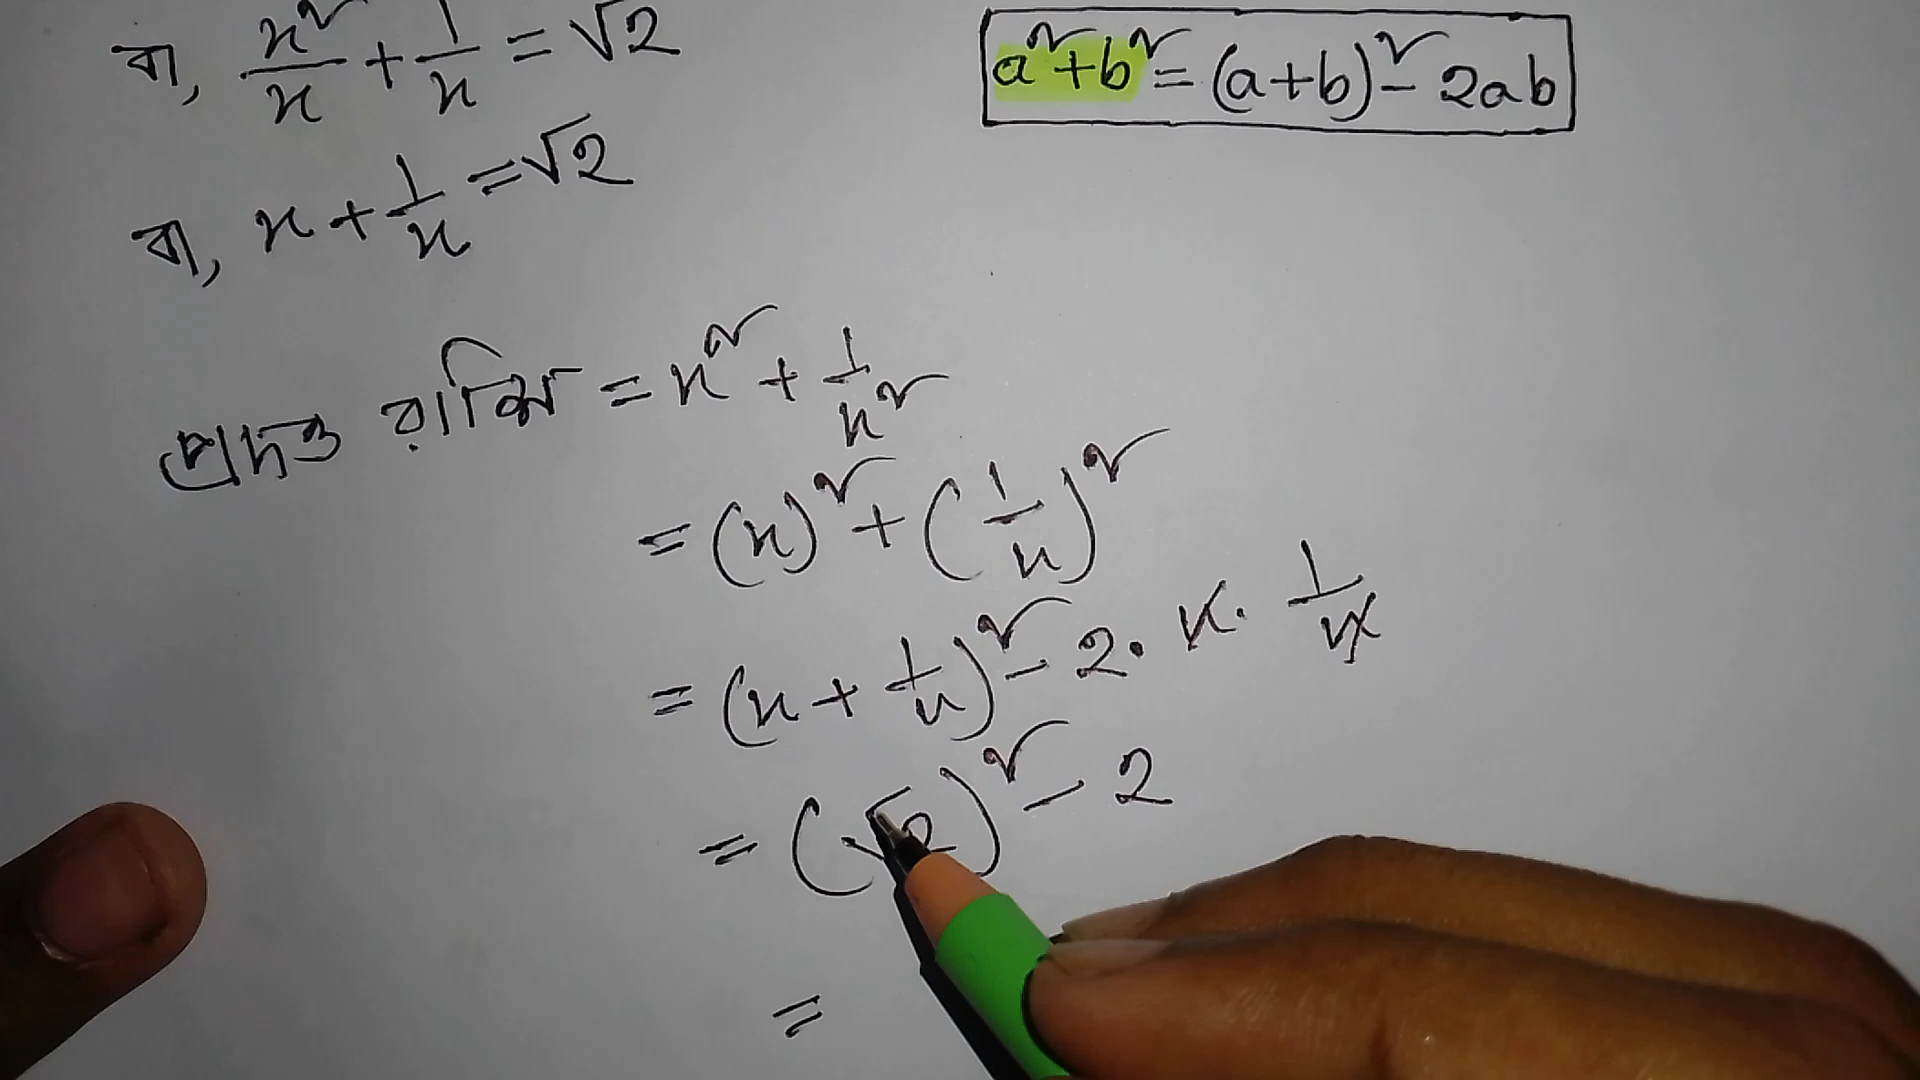 বা, x²/x + 1/x = √2
a²+b² = (a+b)² - 2ab
বা, x + 1/x = √2
প্রদত্ত রাশি = x² + 1/x²
= (x)² + (1/x)²
= (x + 1/x)² - 2. x. 1/x
= (√2)² - 2
=